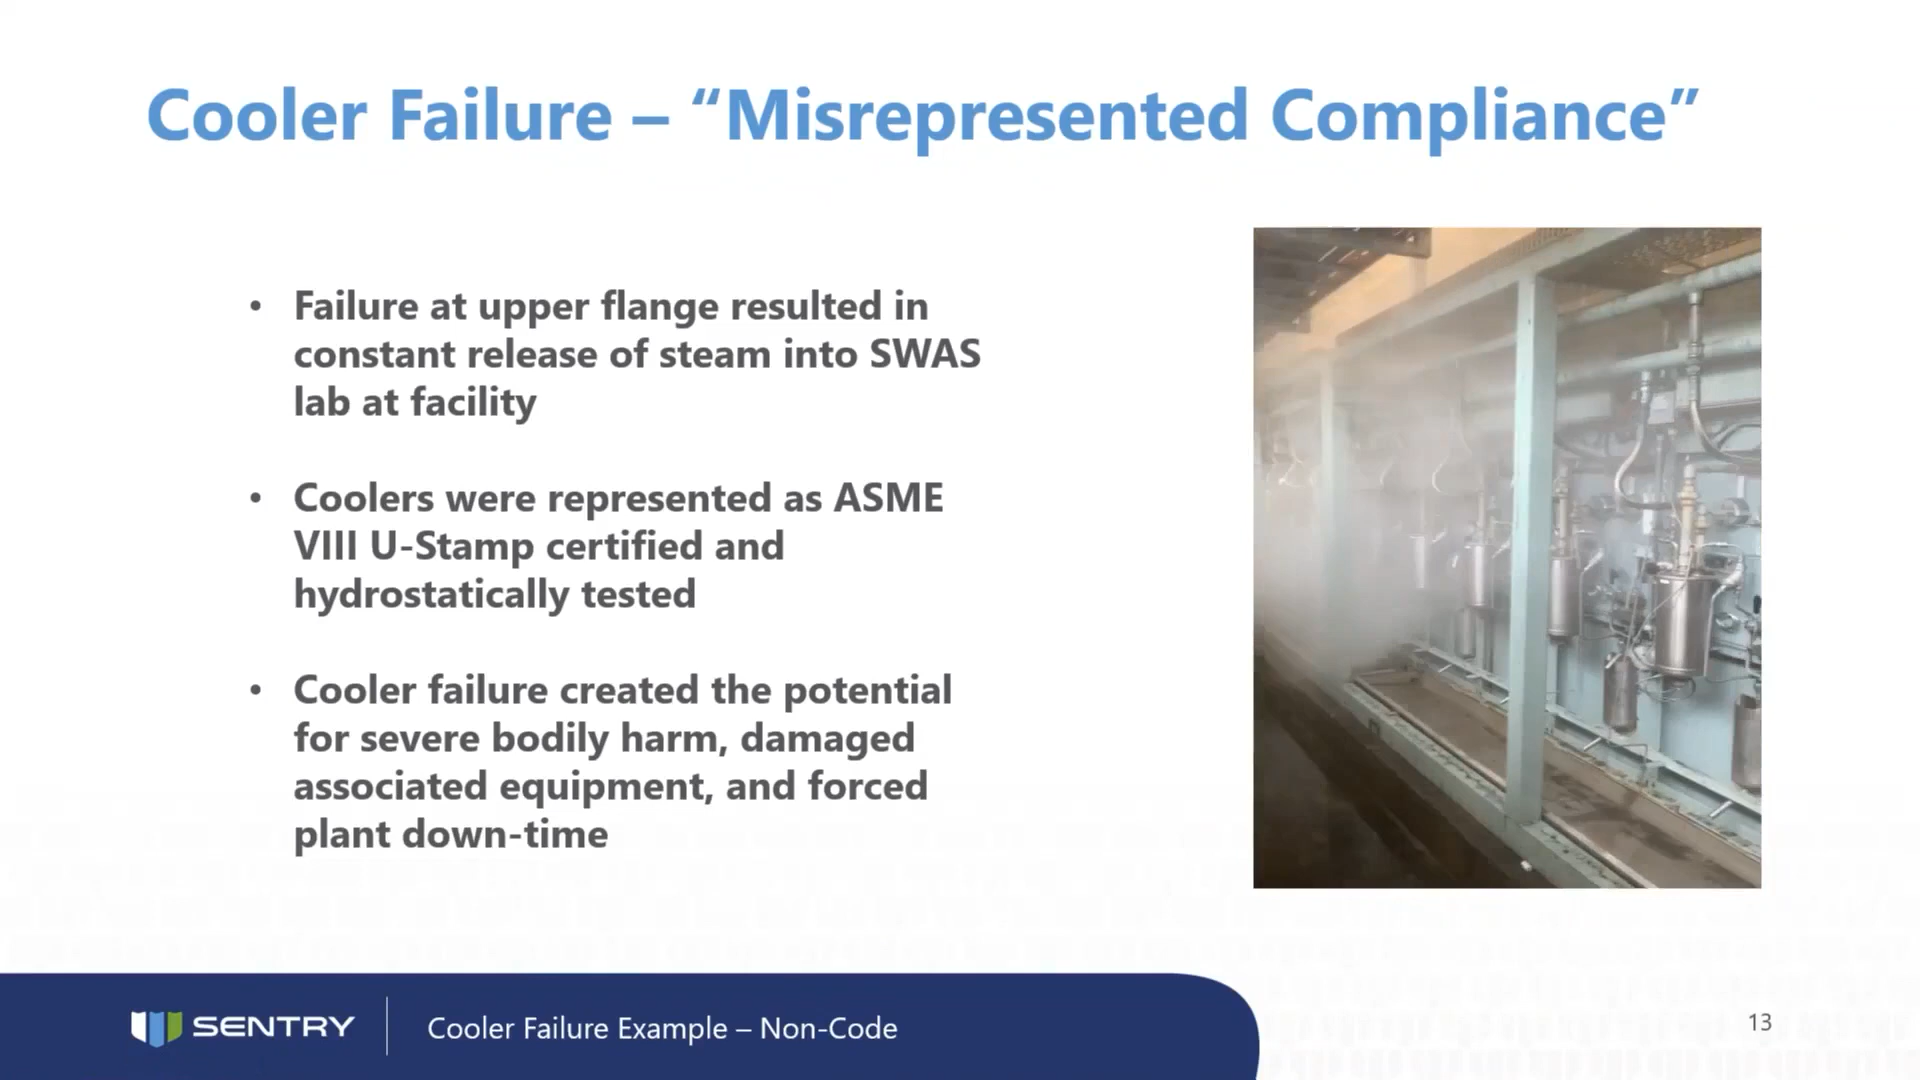 Cooler Failure – “Misrepresented Compliance”
• Failure at upper flange resulted in
constant release of steam into SWAS
lab at facility
• Coolers were represented as ASME
VIII U-Stamp certified and
hydrostatically tested
• Cooler failure created the potential
for severe bodily harm, damaged
associated equipment, and forced
plant down-time
SENTRY
Cooler Failure Example – Non-Code
13